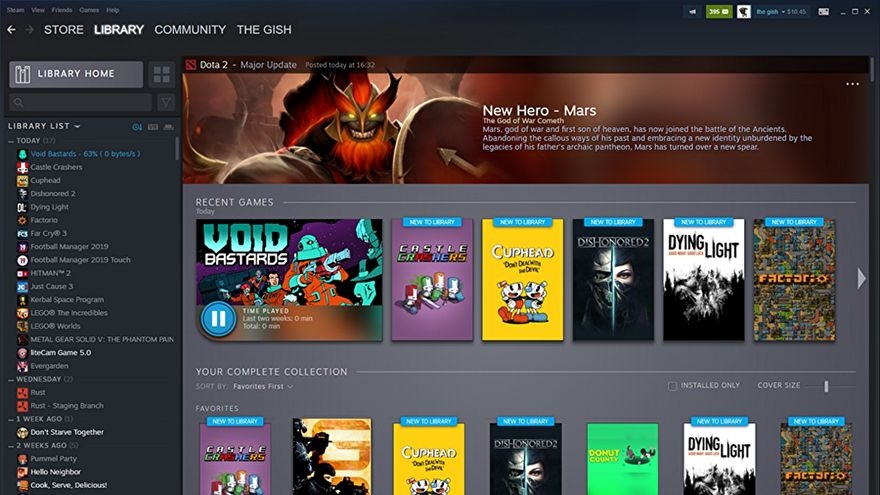 Steam View Friends Games Help
395
the gish
$10.45
STORE LIBRARY COMMUNITY THE GISH
LIBRARY HOME
LIBRARY LIST
TODAY (17)
Void Bastards - 63% ( 0 bytes/s )
Castle Crashers
Cuphead
Dishonored 2
Dying Light
Factorio
Far Cry® 3
Football Manager 2019
Football Manager 2019 Touch
HITMAN™ 2
Just Cause 3
Kerbal Space Program
LEGO® The Incredibles
LEGO® Worlds
METAL GEAR SOLID V: THE PHANTOM PAIN
liteCam Game 5.0
Evergarden
WEDNESDAY (2)
Rust
Rust - Staging Branch
1 WEEK AGO (1)
Don't Starve Together
2 WEEKS AGO (5)
Pummel Party
Hello Neighbor
Cook, Serve, Delicious!
Dota 2 - Major Update Posted today at 16:32
New Hero - Mars
The God of War Cometh
Mars, god of war and first son of heaven, has now joined the battle of the Ancients.
Abandoning the callous ways of his past and embracing a new identity unburdened by the
legacies of his father's archaic pantheon, Mars has turned over a new spear.
RECENT GAMES
Today
VOID
BASTARDS
TIME PLAYED
Last two weeks: 0 min
Total: 0 min
NEW TO LIBRARY
CASTLE
CRASHERS
NEW TO LIBRARY
CUPHEAD
"DON'T DEAL WITH
THE DEVIL"
NEW TO LIBRARY
DISHONORED 2
NEW TO LIBRARY
DYING
LIGHT
GOOD NIGHT. GOOD LUCK.
NEW TO LIBRARY
FACTORIO
YOUR COMPLETE COLLECTION
SORT BY: Favorites First
INSTALLED ONLY
COVER SIZE
FAVORITES
NEW TO LIBRARY
CASTLE
CRASHERS
NEW TO LIBRARY
CUPHEAD
"DON'T DEAL WITH
THE DEVIL"
NEW TO LIBRARY
DISHONORED 2
DONUT
COUNTY
NEW TO LIBRARY
DYING
LIGHT
GOOD NIGHT. GOOD LUCK.
NEW TO LIBRARY
FACTORIO